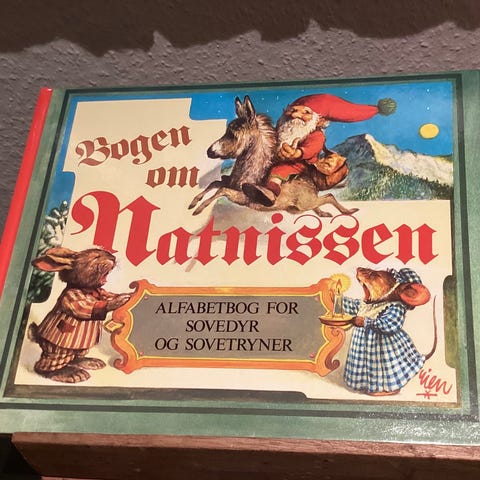 Bogen
om
Natnissen
ALFABETBOG FOR
SOVEDYR
OG SOVETRYNER